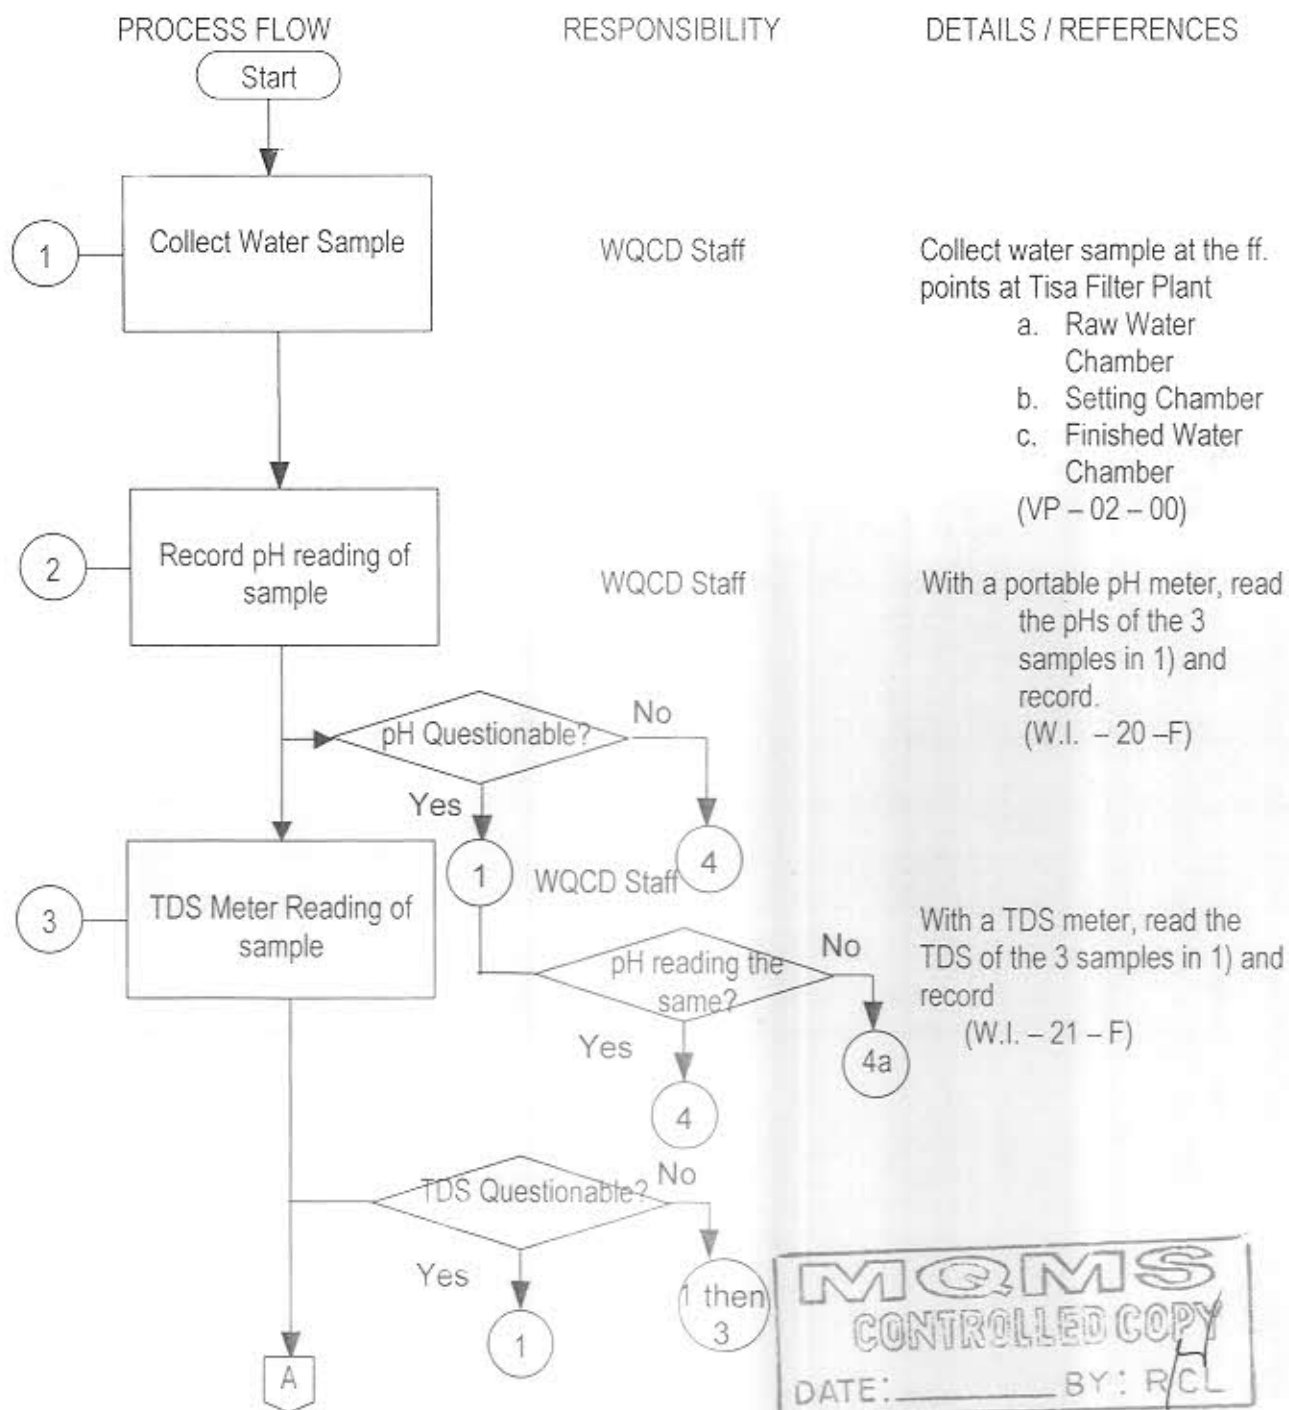 PROCESS FLOW
RESPONSIBILITY
DETAILS / REFERENCES
Start
1
Collect Water Sample
WQCD Staff
Collect water sample at the ff.
points at Tisa Filter Plant
a. Raw Water
Chamber
b. Setting Chamber
c. Finished Water
Chamber
(VP – 02 – 00)
2
Record pH reading of
sample
WQCD Staff
With a portable pH meter, read
the pHs of the 3
samples in 1) and
record.
(W.I. – 20 –F)
pH Questionable?
No
Yes
4
1
3
TDS Meter Reading of
sample
WQCD Staff
With a TDS meter, read the
TDS of the 3 samples in 1) and
record
(W.I. – 21 – F)
pH reading the
same?
No
Yes
4a
4
TDS Questionable?
No
Yes
1
1 then
3
A
MQMS
CONTROLLED COPY
DATE: BY: RCL